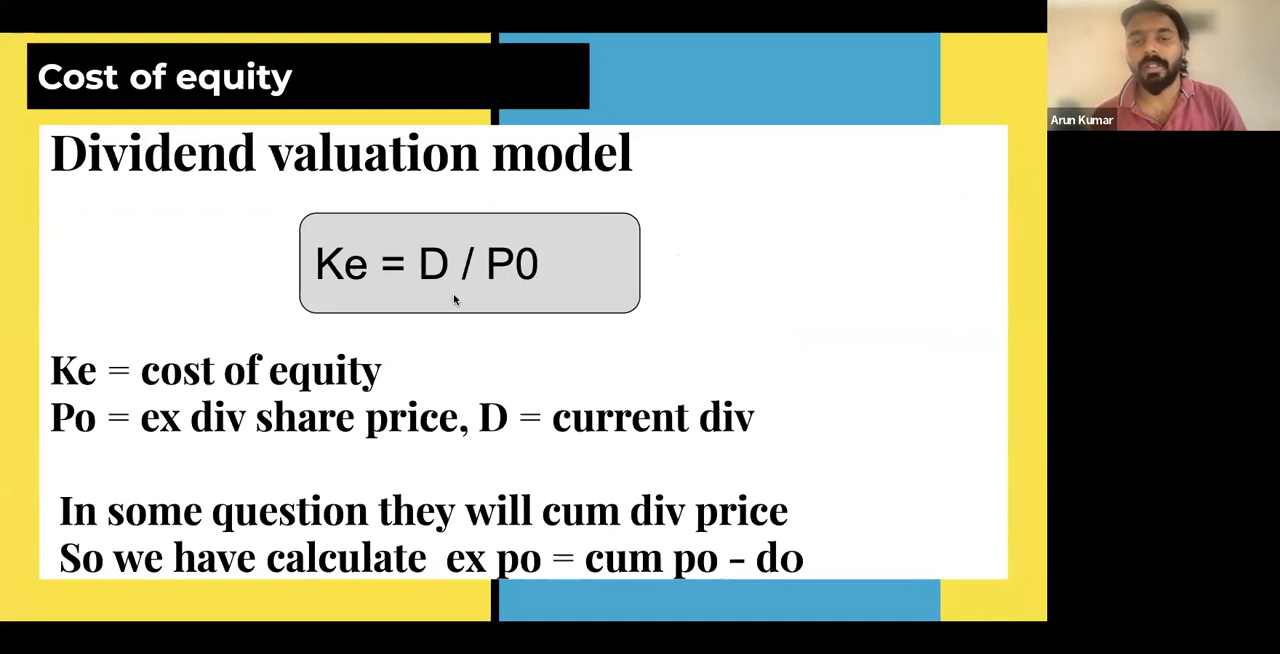 Cost of equity
Arun Kumar
Dividend valuation model
Ke = D / P0
Ke = cost of equity
Po = ex div share price, D = current div
In some question they will cum div price
So we have calculate ex po = cum po - do